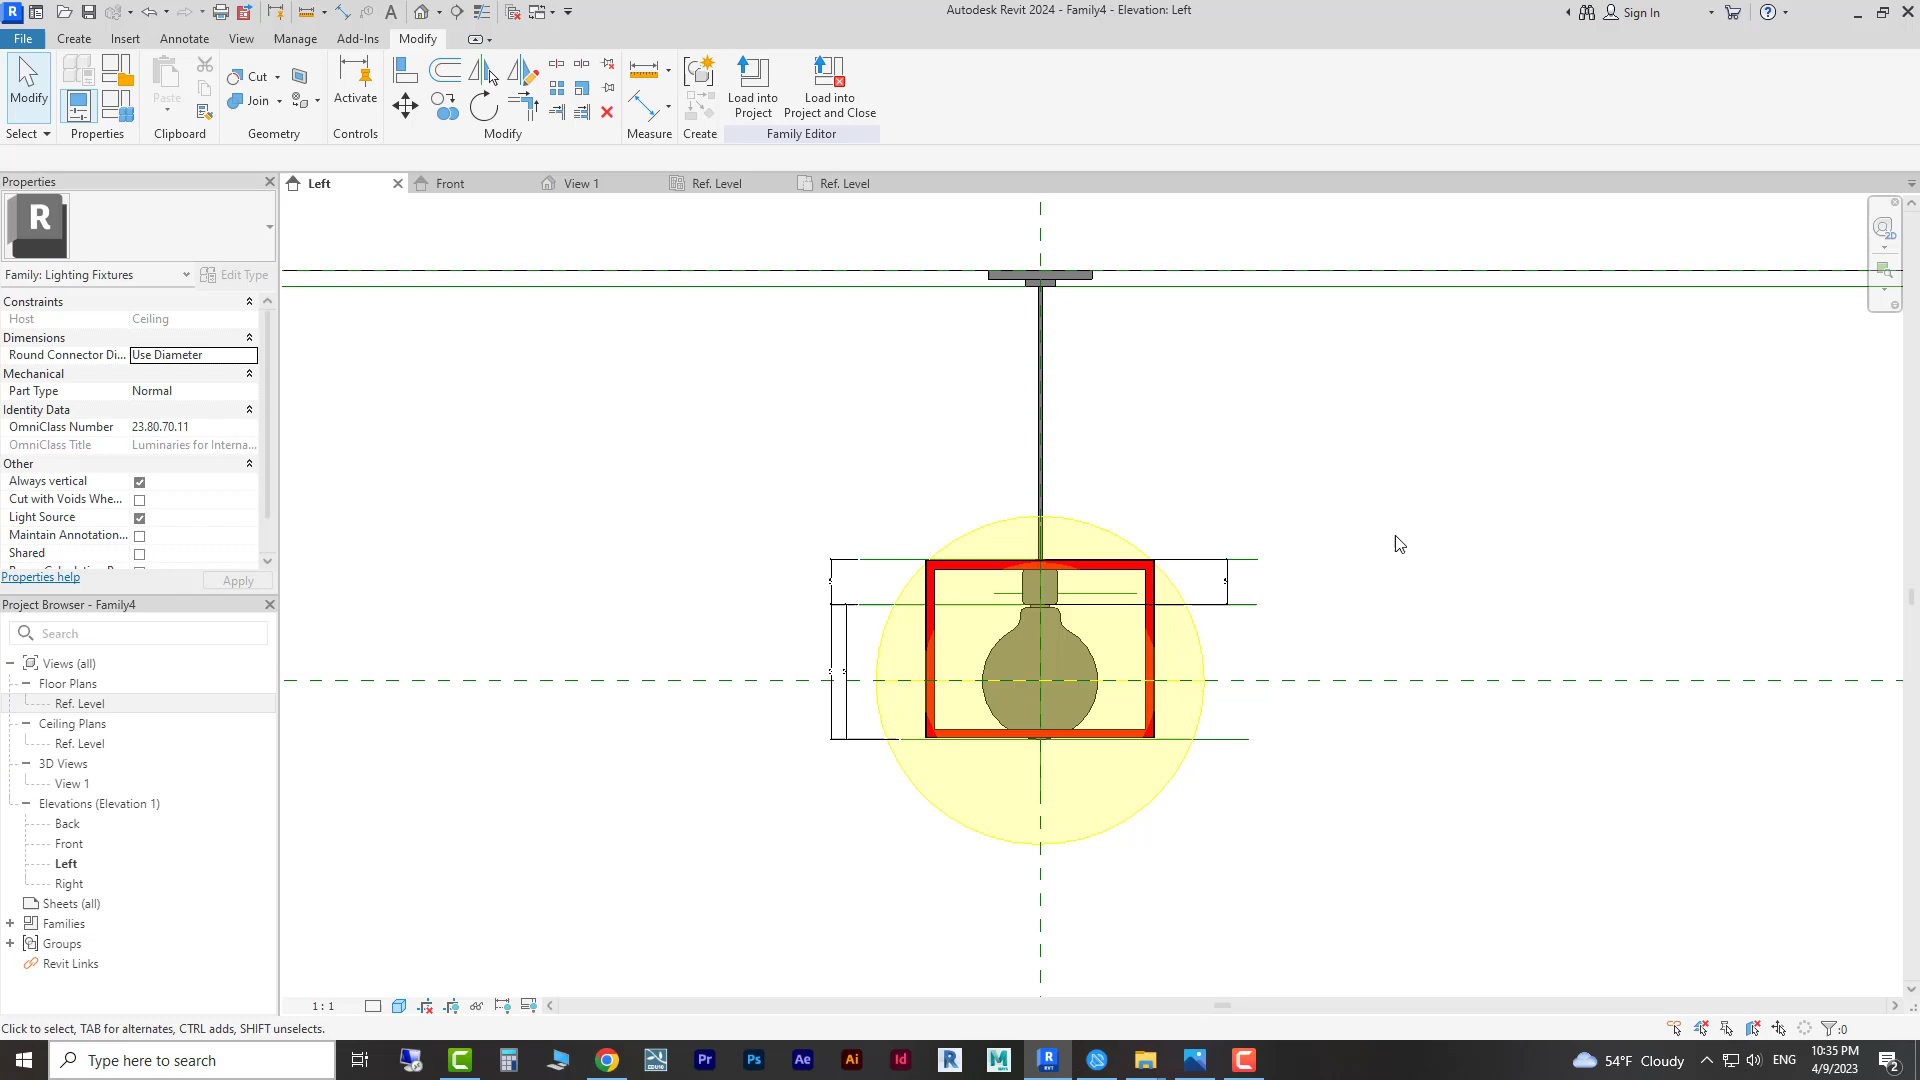 Autodesk Revit 2024 - Family4 - Elevation: Left
Sign In
File
Create
Insert
Annotate
View
Manage
Add-Ins
Modify
Modify
Paste
Cut
Join
Activate
Load into
Project
Load into
Project and Close
Select
Properties
Clipboard
Geometry
Controls
Modify
Measure
Create
Family Editor
Properties
Left
Front
View 1
Ref. Level
Ref. Level
R
Family: Lighting Fixtures
Edit Type
Constraints
Host
Ceiling
Dimensions
Round Connector Di...
Use Diameter
Mechanical
Part Type
Normal
Identity Data
OmniClass Number
23.80.70.11
OmniClass Title
Luminaries for Interna...
Other
Always vertical
Cut with Voids Whe...
Light Source
Maintain Annotation...
Shared
Properties help
Apply
Project Browser - Family4
Search
Views (all)
Floor Plans
Ref. Level
Ceiling Plans
Ref. Level
3D Views
View 1
Elevations (Elevation 1)
Back
Front
Left
Right
Sheets (all)
Families
Groups
Revit Links
1 : 1
Click to select, TAB for alternates, CTRL adds, SHIFT unselects.
:0
Type here to search
54°F Cloudy
ENG
10:35 PM
4/9/2023
2